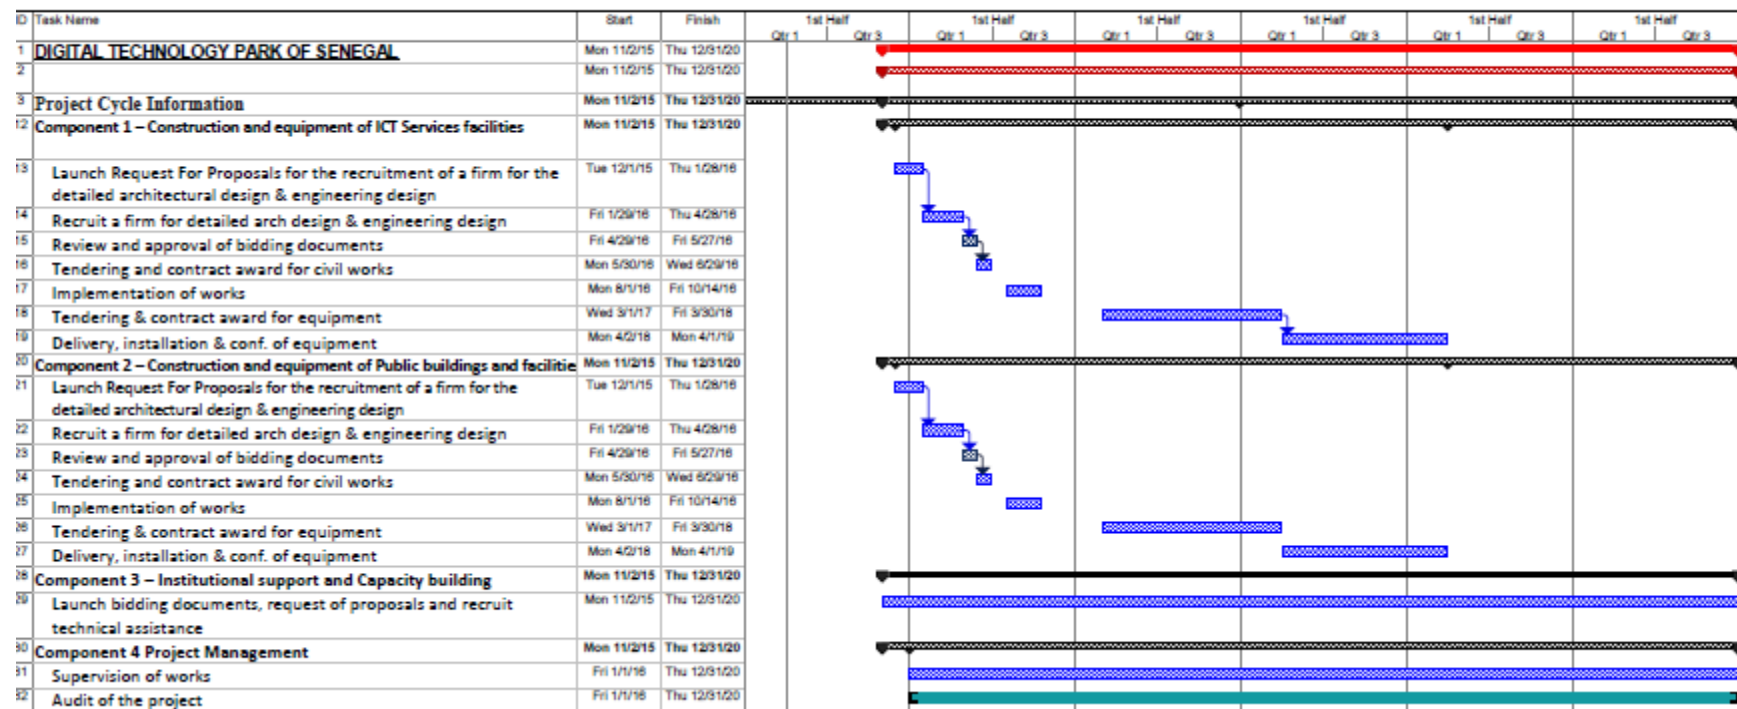 ID Task Name Start Finish 1st Half 1st Half 1st Half 1st Half 1st Half 1st Half
Qtr 1 Qtr 3 Qtr 1 Qtr 3 Qtr 1 Qtr 3 Qtr 1 Qtr 3 Qtr 1 Qtr 3 Qtr 1 Qtr 3
1 DIGITAL TECHNOLOGY PARK OF SENEGAL Mon 11/2/15 Thu 12/31/20
2 Mon 11/2/15 Thu 12/31/20
3 Project Cycle Information Mon 11/2/15 Thu 12/31/20
12 Component 1 – Construction and equipment of ICT Services facilities Mon 11/2/15 Thu 12/31/20
13 Launch Request For Proposals for the recruitment of a firm for the Tue 12/1/15 Thu 1/28/16
detailed architectural design & engineering design
14 Recruit a firm for detailed arch design & engineering design Fri 1/29/16 Thu 4/28/16
15 Review and approval of bidding documents Fri 4/29/16 Fri 5/27/16
16 Tendering and contract award for civil works Mon 5/30/16 Wed 6/29/16
17 Implementation of works Mon 8/1/16 Fri 10/14/16
18 Tendering & contract award for equipment Wed 3/1/17 Fri 3/30/18
19 Delivery, installation & conf. of equipment Mon 4/2/18 Mon 4/1/19
20 Component 2 – Construction and equipment of Public buildings and facilitie Mon 11/2/15 Thu 12/31/20
21 Launch Request For Proposals for the recruitment of a firm for the Tue 12/1/15 Thu 1/28/16
detailed architectural design & engineering design
22 Recruit a firm for detailed arch design & engineering design Fri 1/29/16 Thu 4/28/16
23 Review and approval of bidding documents Fri 4/29/16 Fri 5/27/16
24 Tendering and contract award for civil works Mon 5/30/16 Wed 6/29/16
25 Implementation of works Mon 8/1/16 Fri 10/14/16
26 Tendering & contract award for equipment Wed 3/1/17 Fri 3/30/18
27 Delivery, installation & conf. of equipment Mon 4/2/18 Mon 4/1/19
28 Component 3 – Institutional support and Capacity building Mon 11/2/15 Thu 12/31/20
29 Launch bidding documents, request of proposals and recruit Mon 11/2/15 Thu 12/31/20
technical assistance
30 Component 4 Project Management Mon 11/2/15 Thu 12/31/20
31 Supervision of works Fri 1/1/16 Thu 12/31/20
32 Audit of the project Fri 1/1/16 Thu 12/31/20